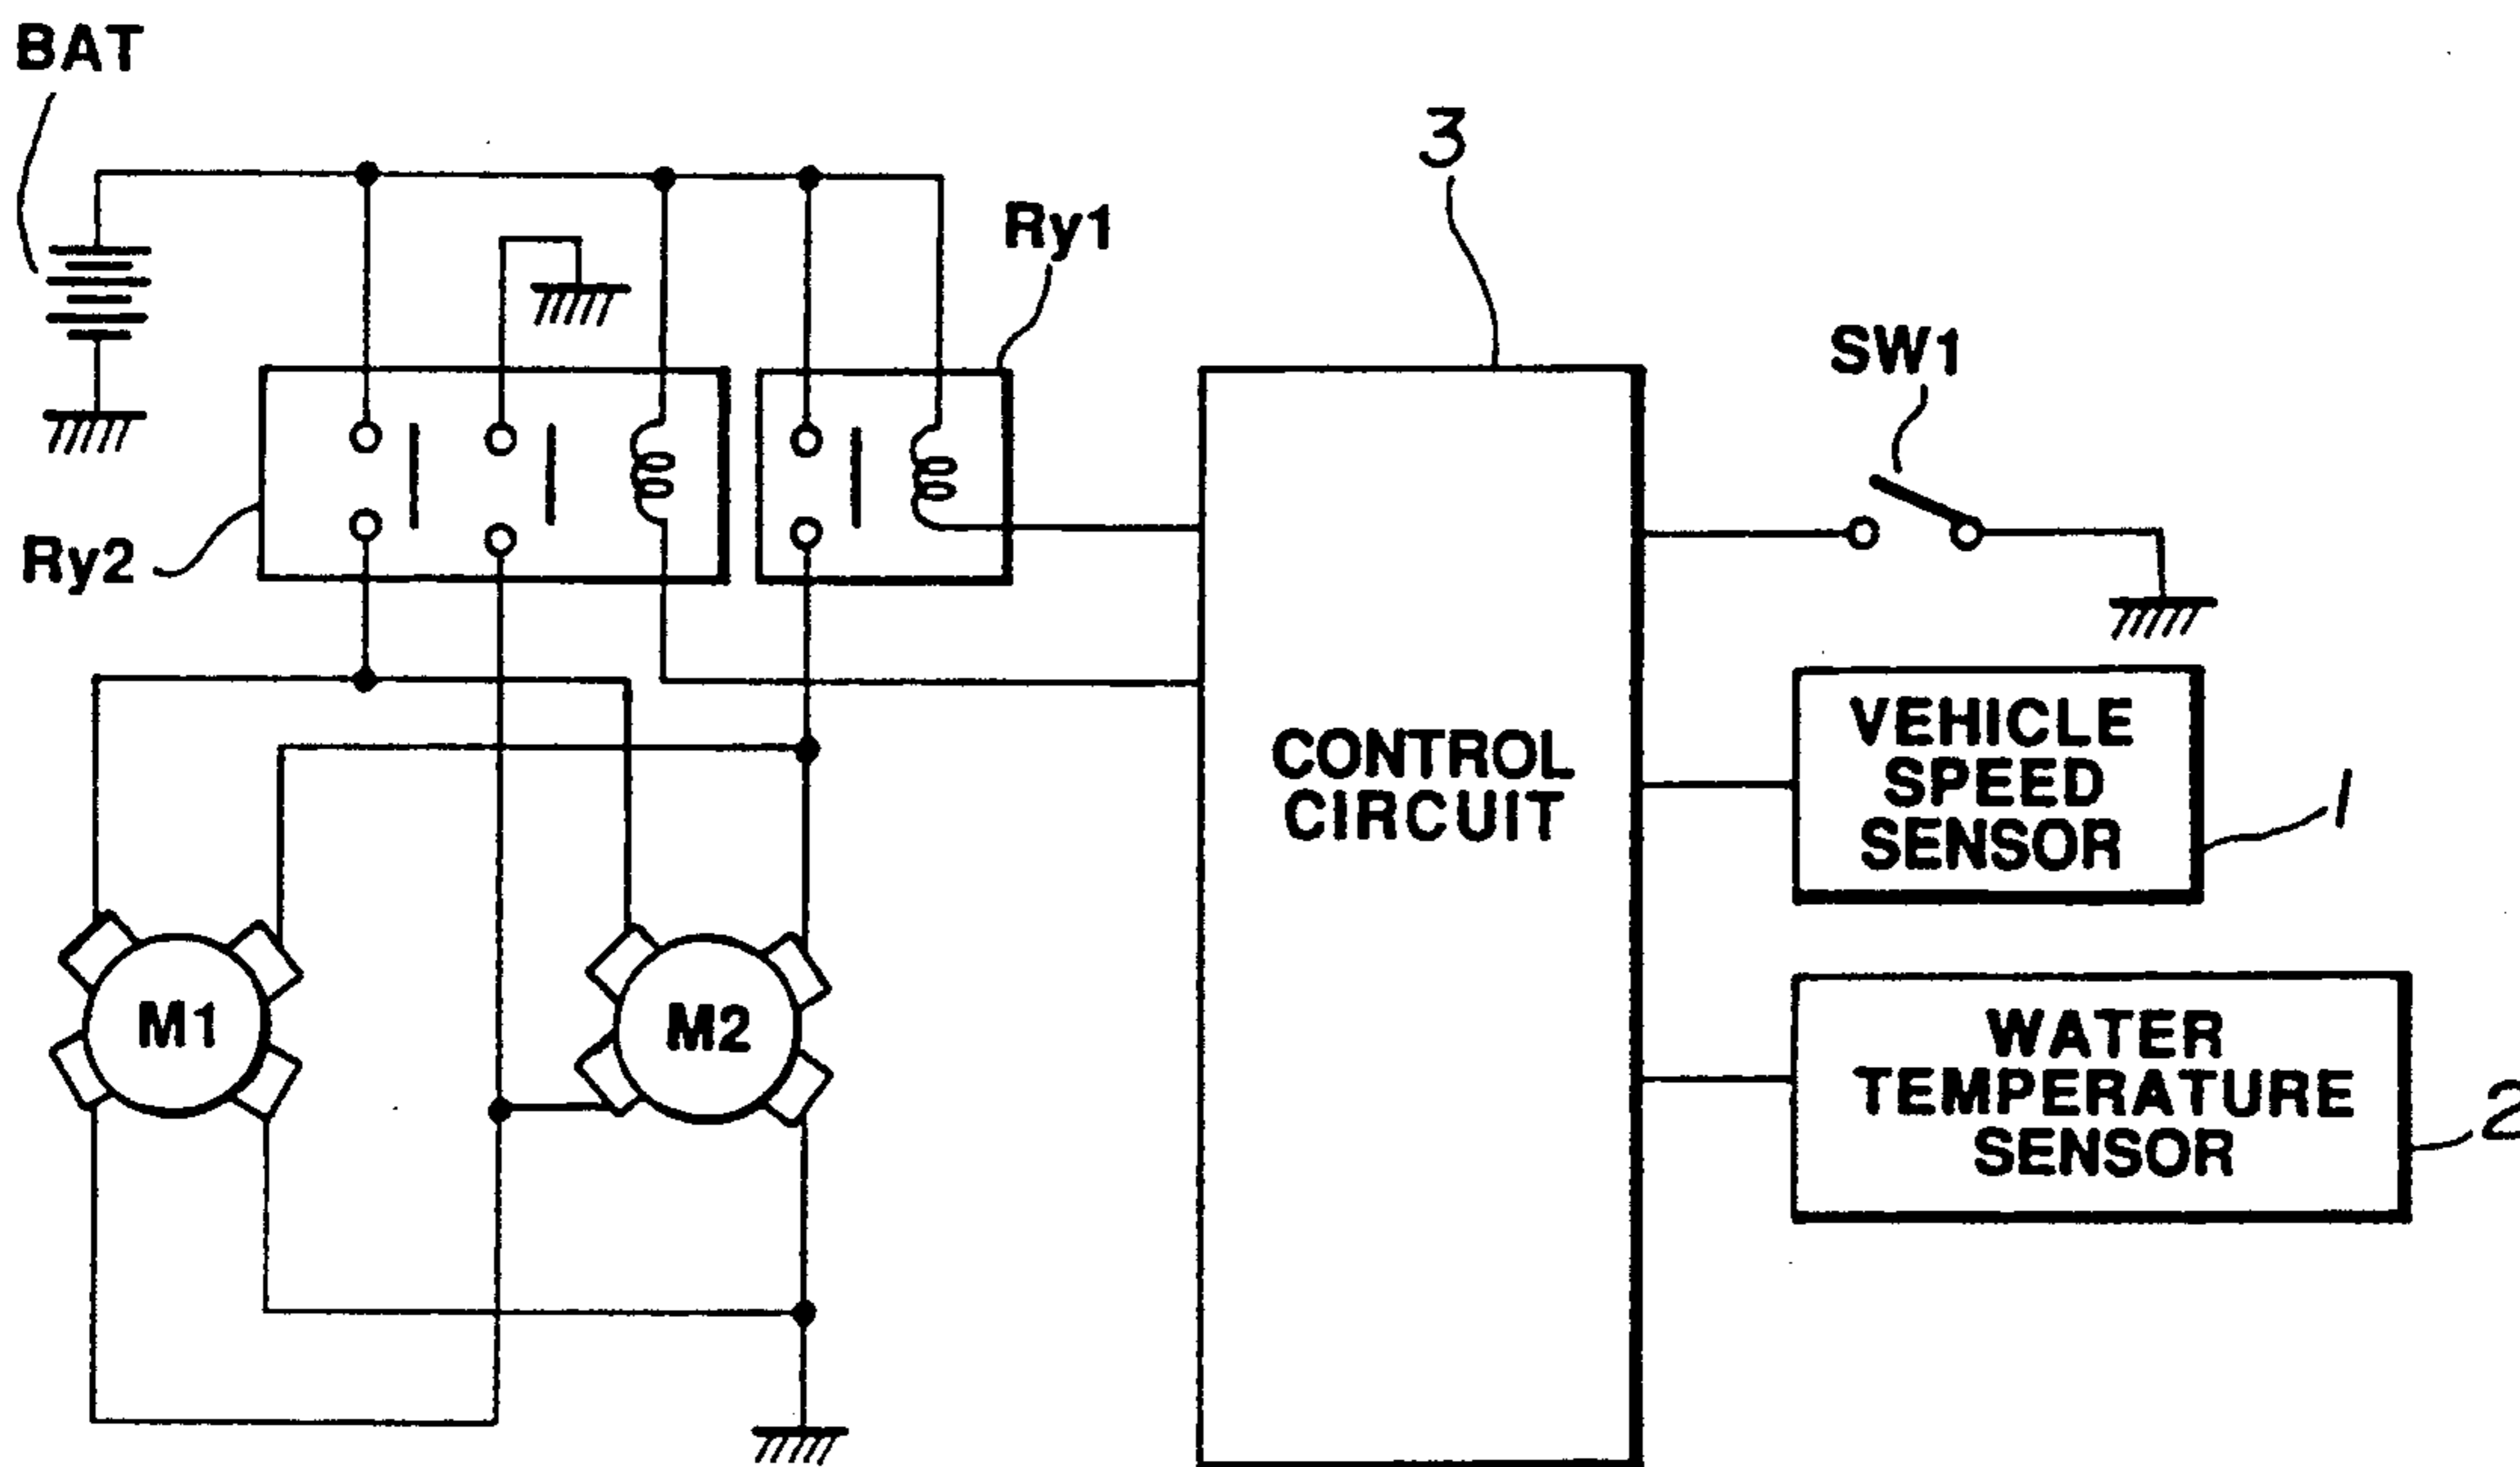 BAT
3
Ry1
SW1
Ry2
VEHICLE
SPEED
SENSOR
1
CONTROL
CIRCUIT
M1
M2
WATER
TEMPERATURE
SENSOR
2